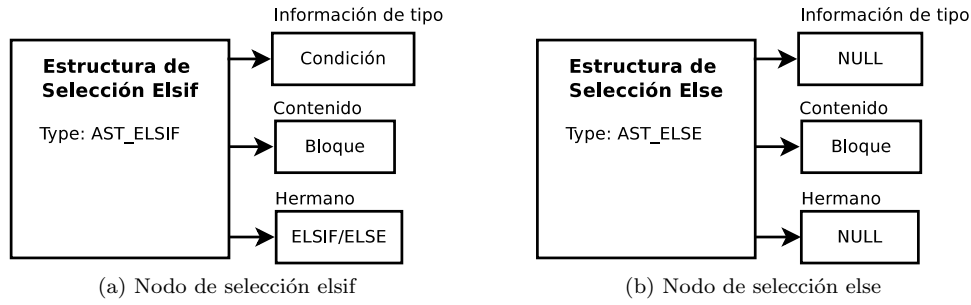 Información de tipo
Estructura de
Selección Elsif
Type: AST_ELSIF
Condición
Contenido
Bloque
Hermano
ELSIF/ELSE
(a) Nodo de selección elsif
Información de tipo
Estructura de
Selección Else
Type: AST_ELSE
NULL
Contenido
Bloque
Hermano
NULL
(b) Nodo de selección else